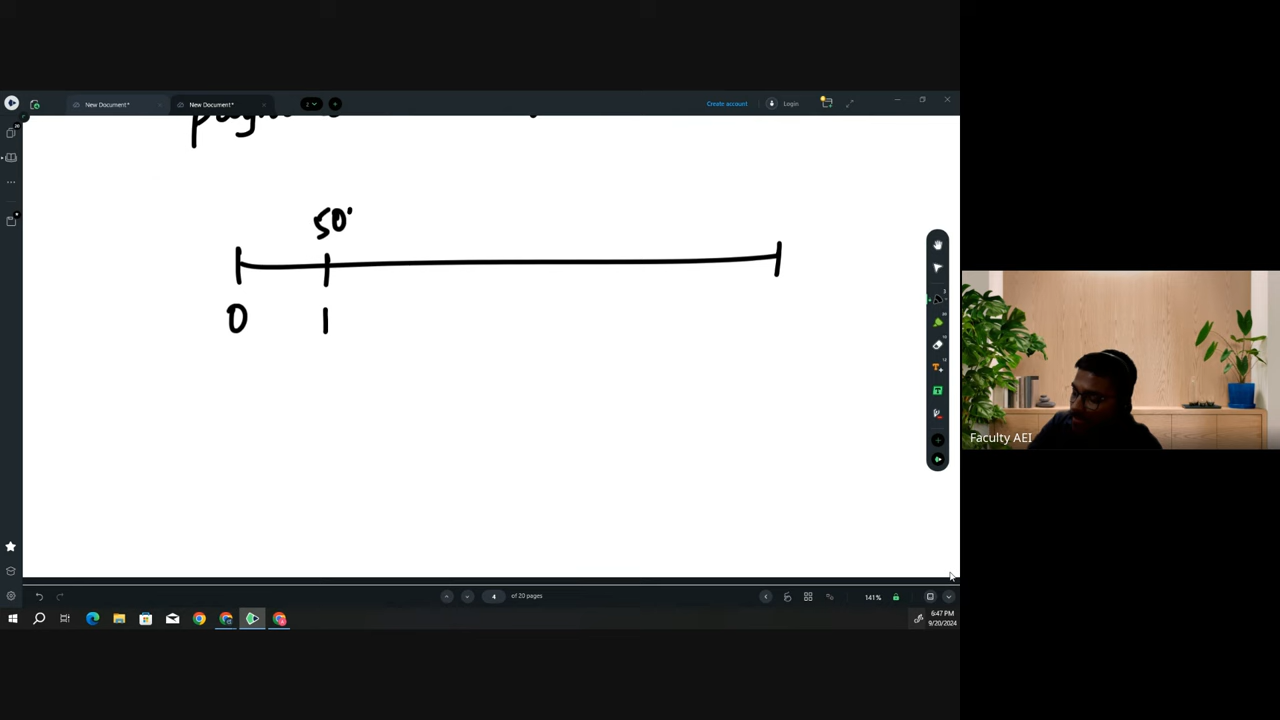 New Document*
New Document*
2
Create account
Login
50
0
1
Faculty AEI
4
of 20 pages
141%
6:47 PM
9/20/2024